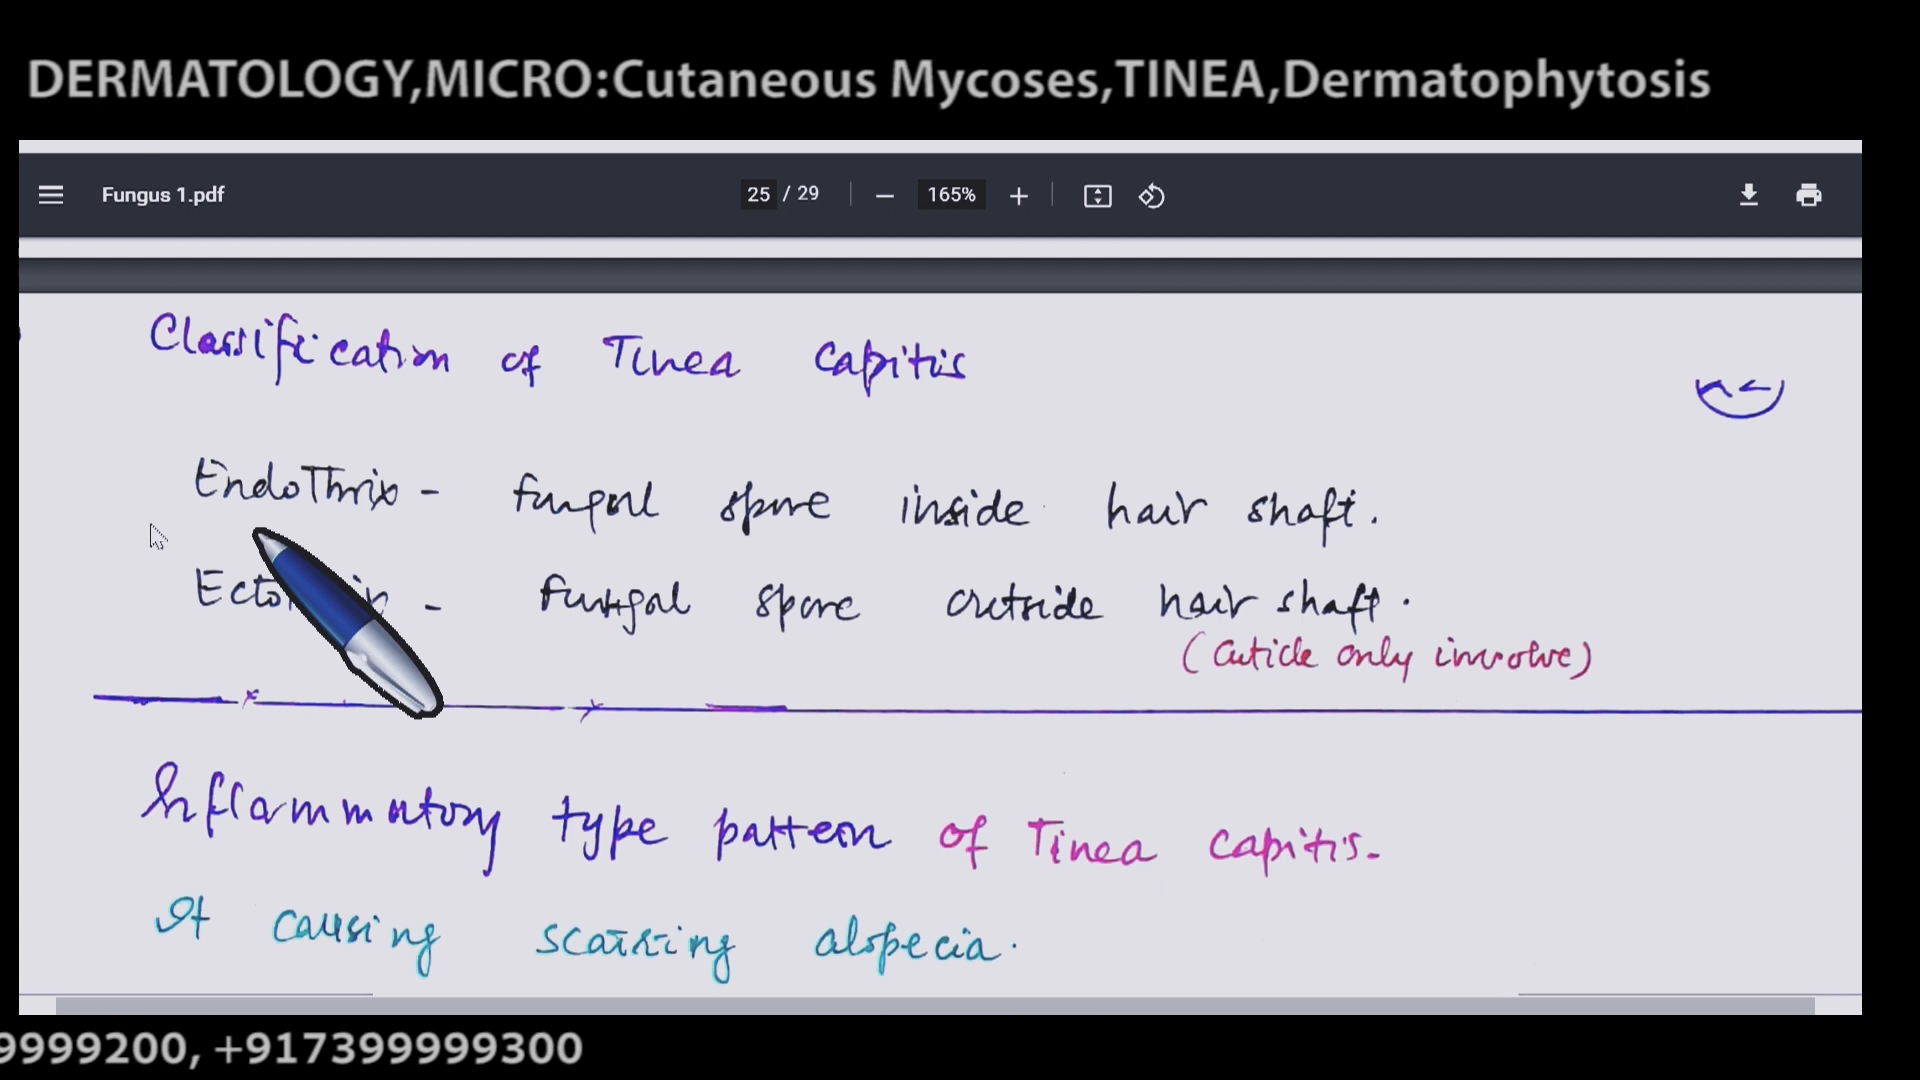 DERMATOLOGY,MICRO:Cutaneous Mycoses,TINEA,Dermatophytosis
Fungus 1.pdf
25 / 29
165%
Classification of Tinea Capitis
EndoThrix - fungal spore inside hair shaft.
- fungal spore outside hair shaft.
(Cuticle only involve)
Inflammatory type pattern of Tinea capitis.
It causing scarring alopecia.
9999200, +917399999300